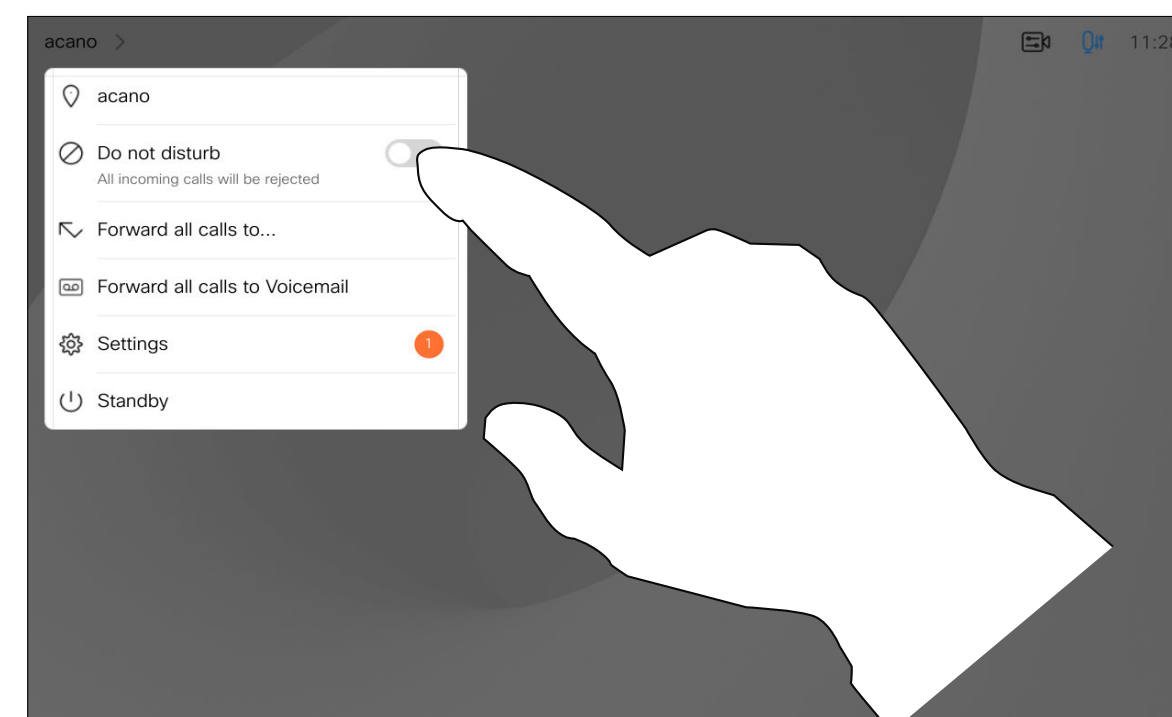 acano
acano
Do not disturb
All incoming calls will be rejected
Forward all calls to...
Forward all calls to Voicemail
Settings
1
Standby